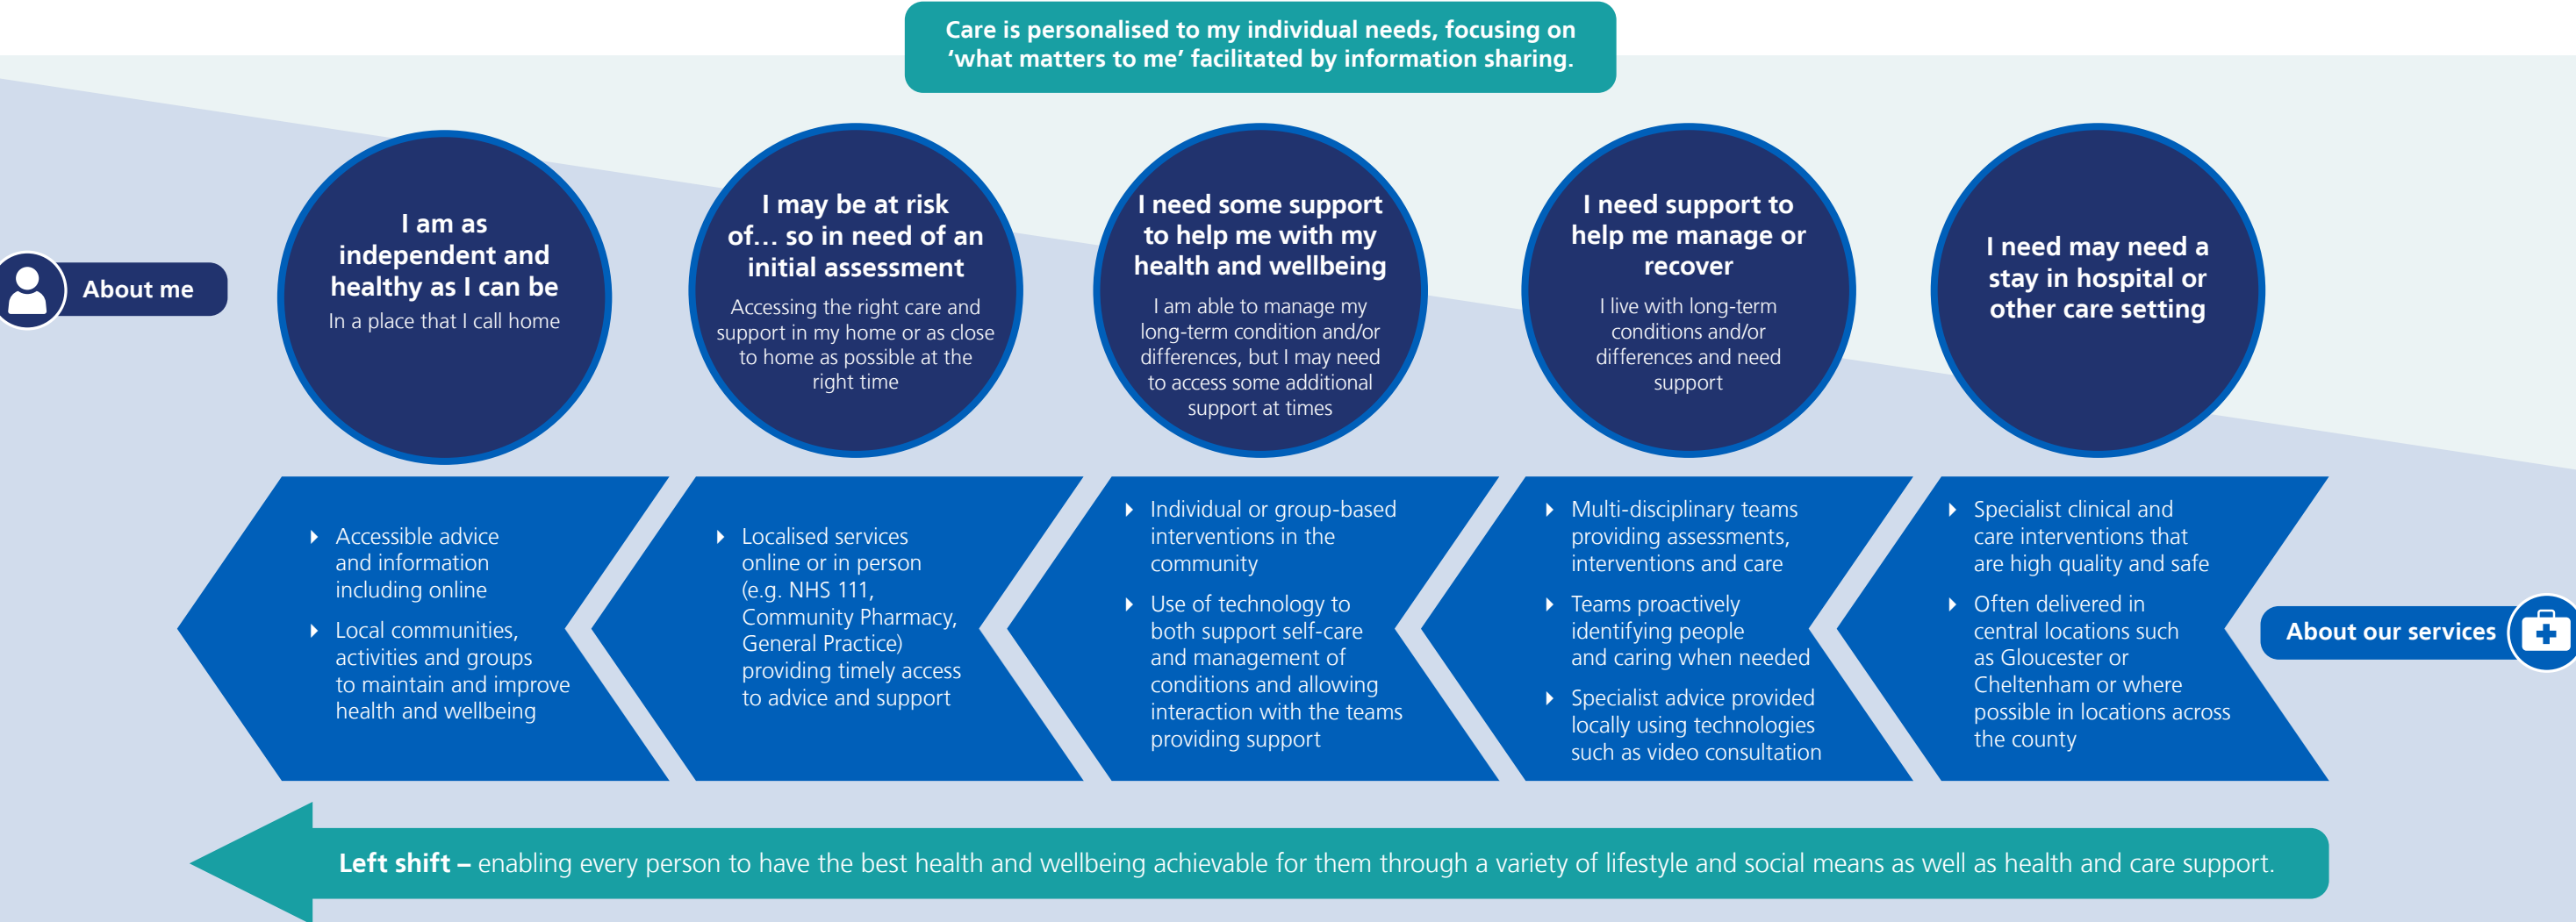 Care is personalised to my individual needs, focusing on
‘what matters to me’ facilitated by information sharing.
About me
I am as
independent and
healthy as I can be
In a place that I call home
I may be at risk
of… so in need of an
initial assessment
Accessing the right care and
support in my home or as close
to home as possible at the
right time
I need some support
to help me with my
health and wellbeing
I am able to manage my
long-term condition and/or
differences, but I may need
to access some additional
support at times
I need support to
help me manage or
recover
I live with long-term
conditions and/or
differences and need
support
I need may need a
stay in hospital or
other care setting
Accessible advice
and information
including online
Local communities,
activities and groups
to maintain and improve
health and wellbeing
Localised services
online or in person
(e.g. NHS 111,
Community Pharmacy,
General Practice)
providing timely access
to advice and support
Individual or group-based
interventions in the
community
Use of technology to
both support self-care
and management of
conditions and allowing
interaction with the teams
providing support
Multi-disciplinary teams
providing assessments,
interventions and care
Teams proactively
identifying people
and caring when needed
Specialist advice provided
locally using technologies
such as video consultation
Specialist clinical and
care interventions that
are high quality and safe
Often delivered in
central locations such
as Gloucester or
Cheltenham or where
possible in locations across
the county
About our services
Left shift – enabling every person to have the best health and wellbeing achievable for them through a variety of lifestyle and social means as well as health and care support.